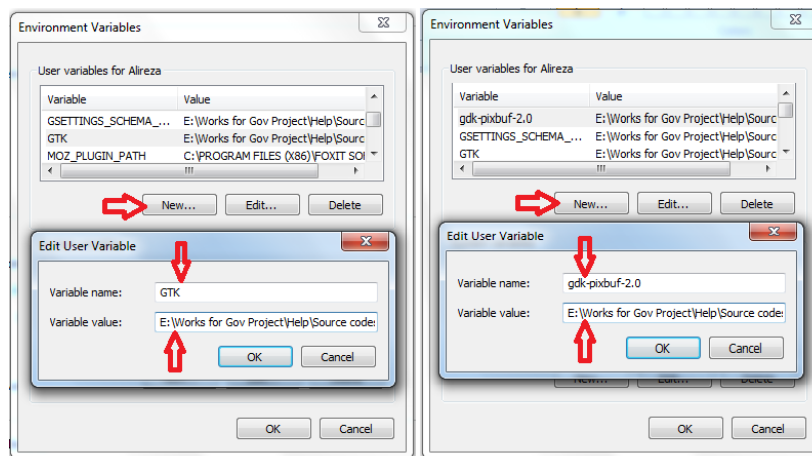 Environment Variables
User variables for Alireza
Variable Value
GSETTINGS_SCHEMA_... E:\Works for Gov Project\Help\Sourc
GTK E:\Works for Gov Project\Help\Sourc
MOZ_PLUGIN_PATH C:\PROGRAM FILES (X86)\FOXIT SO
New... Edit... Delete
Edit User Variable
Variable name: GTK
Variable value: E:\Works for Gov Project\Help\Source code
OK Cancel
OK Cancel
Environment Variables
User variables for Alireza
Variable Value
gdk-pixbuf-2.0 E:\Works for Gov Project\Help\Sourc
GSETTINGS_SCHEMA_... E:\Works for Gov Project\Help\Sourc
GTK E:\Works for Gov Project\Help\Sourc
New... Edit... Delete
Edit User Variable
Variable name: gdk-pixbuf-2.0
Variable value: E:\Works for Gov Project\Help\Source code
OK Cancel
New... Edit... Delete
OK Cancel